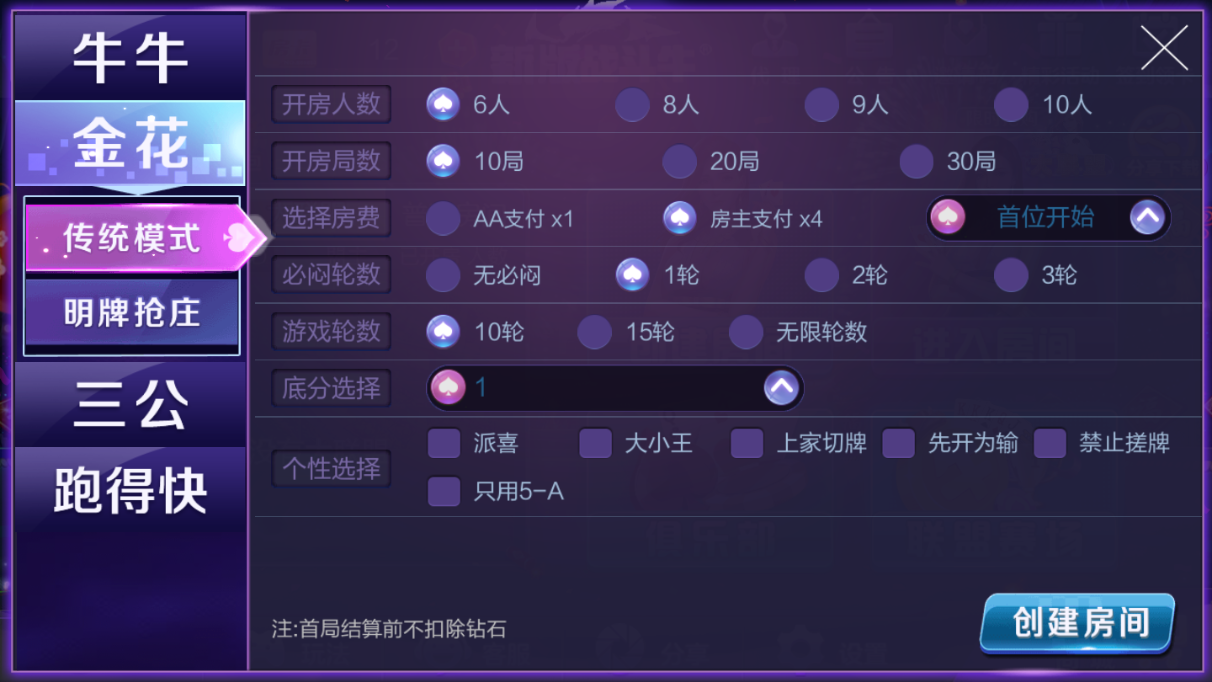 牛牛
金花
传统模式
明牌抢庄
三公
跑得快
开房人数 6人 8人 9人 10人
开房局数 10局 20局 30局
选择房费 AA支付 x1 房主支付 x4 首位开始
必闷轮数 无必闷 1轮 2轮 3轮
游戏轮数 10轮 15轮 无限轮数
底分选择 1
个性选择 派喜 大小王 上家切牌 先开为输 禁止搓牌
只用5-A
注:首局结算前不扣除钻石
创建房间